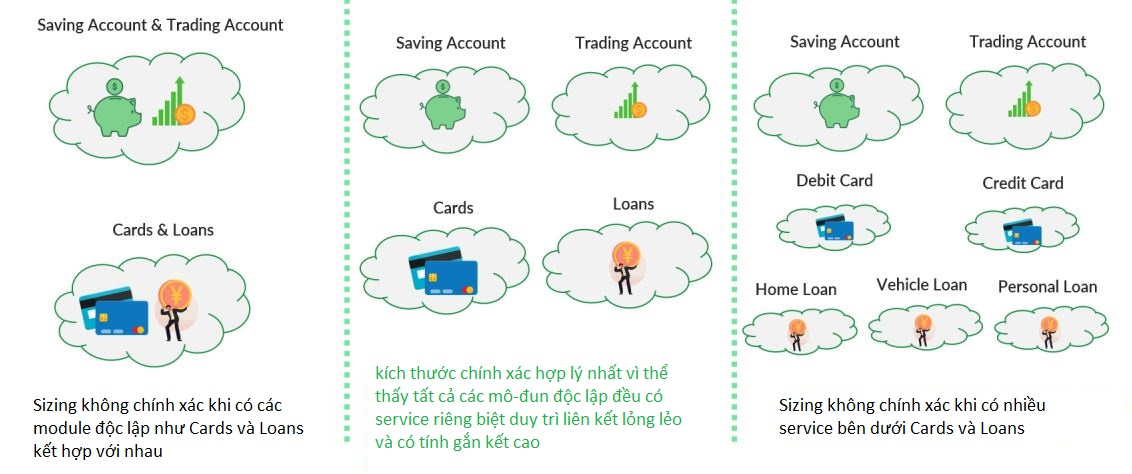 Saving Account & Trading Account
Cards & Loans
Sizing không chính xác khi có các
module độc lập như Cards và Loans
kết hợp với nhau
Saving Account
Trading Account
Cards
Loans
kích thước chính xác hợp lý nhất vì thể
thấy tất cả các mô-đun độc lập đều có
service riêng biệt duy trì liên kết lỏng lẻo
và có tính gắn kết cao
Saving Account
Trading Account
Debit Card
Credit Card
Home Loan
Vehicle Loan
Personal Loan
Sizing không chính xác khi có nhiều
service bên dưới Cards và Loans